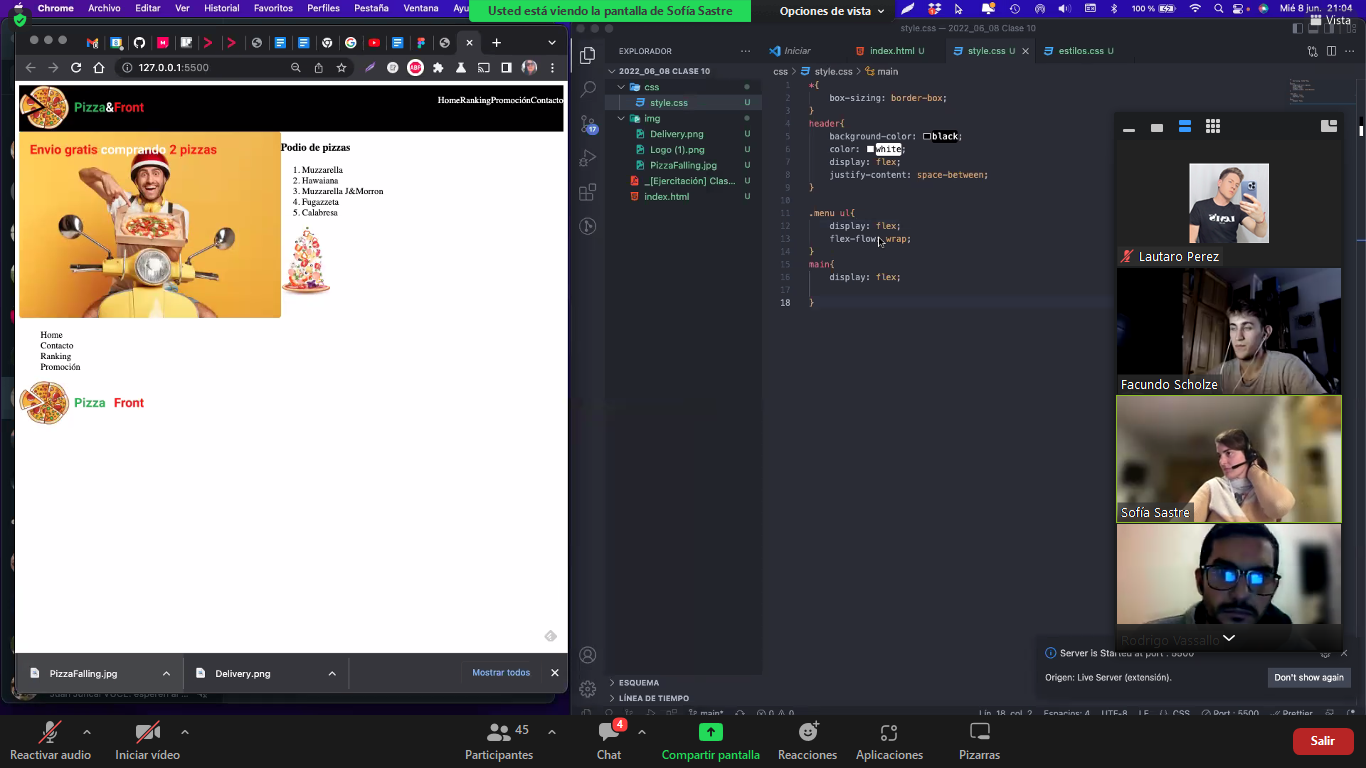 Chrome Archivo Editar Ver Historial Favoritos Perfiles Pestaña Ventana Ayu
Usted está viendo la pantalla de Sofía Sastre
Opciones de vista
100 %
Mié 8 jun. 21:04
Vista
style.css — 2022_06_08 Clase 10
127.0.0.1:5500
ABP
EXPLORADOR
2022_06_08 CLASE 10
css
style.css
img
Delivery.png U
Logo (1).png U
PizzaFalling.jpg U
_[Ejercitación] Clas... U
index.html U
17
Iniciar
index.html U
style.css U
estilos.css U
css > style.css > main
1 *{
2 box-sizing: border-box;
3 }
4 header{
5 background-color: black;
6 color: white;
7 display: flex;
8 justify-content: space-between;
9 }
10
11 .menu ul{
12 display: flex;
13 flex-flow: wrap;
14 }
15 main{
16 display: flex;
17
18 }
Pizza&Front
HomeRankingPromociónContacto
Envio gratis comprando 2 pizzas
Podio de pizzas
1. Muzzarella
2. Hawaiana
3. Muzzarella J&Morron
4. Fugazzeta
5. Calabresa
Home
Contacto
Ranking
Promoción
Pizza Front
PizzaFalling.jpg
Delivery.png
Mostrar todos
Lautaro Perez
Facundo Scholze
Sofía Sastre
Rodrigo Vassallo
Server is Started at port : 5500
Origen: Live Server (extensión).
Don't show again
ESQUEMA
LÍNEA DE TIEMPO
main*
0 0
Lín. 18, col. 2 Espacios: 4 UTF-8 LF CSS Port : 5500 Prettier
Reactivar audio
Iniciar vídeo
45
Participantes
4
Chat
Compartir pantalla
Reacciones
Aplicaciones
Pizarras
Salir